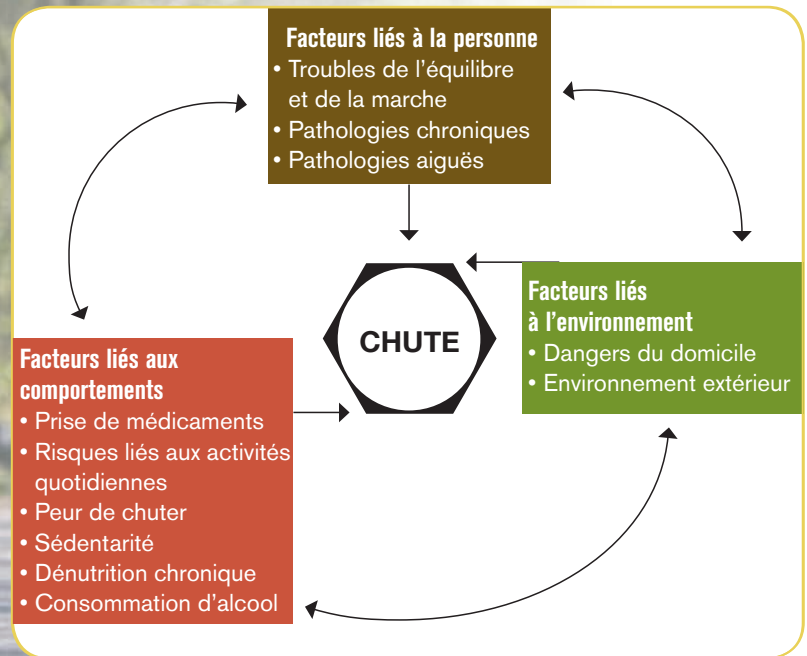 Facteurs liés à la personne
• Troubles de l'équilibre
et de la marche
• Pathologies chroniques
• Pathologies aiguës
CHUTE
Facteurs liés
à l'environnement
• Dangers du domicile
• Environnement extérieur
Facteurs liés aux
comportements
• Prise de médicaments
• Risques liés aux activités
quotidiennes
• Peur de chuter
• Sédentarité
• Dénutrition chronique
• Consommation d'alcool